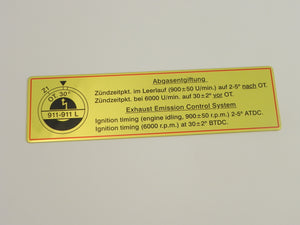 Z1
OT 30°
911-911 L
Abgasentgiftung
Zündzeitpkt. im Leerlauf (900±50 U/min.) auf 2-5° nach OT.
Zündzeitpkt. bei 6000 U/min. auf 30±2° vor OT.
Exhaust Emission Control System
Ignition timing (engine idling, 900±50 r.p.m.) 2-5° ATDC.
Ignition timing (6000 r.p.m.) at 30±2° BTDC.